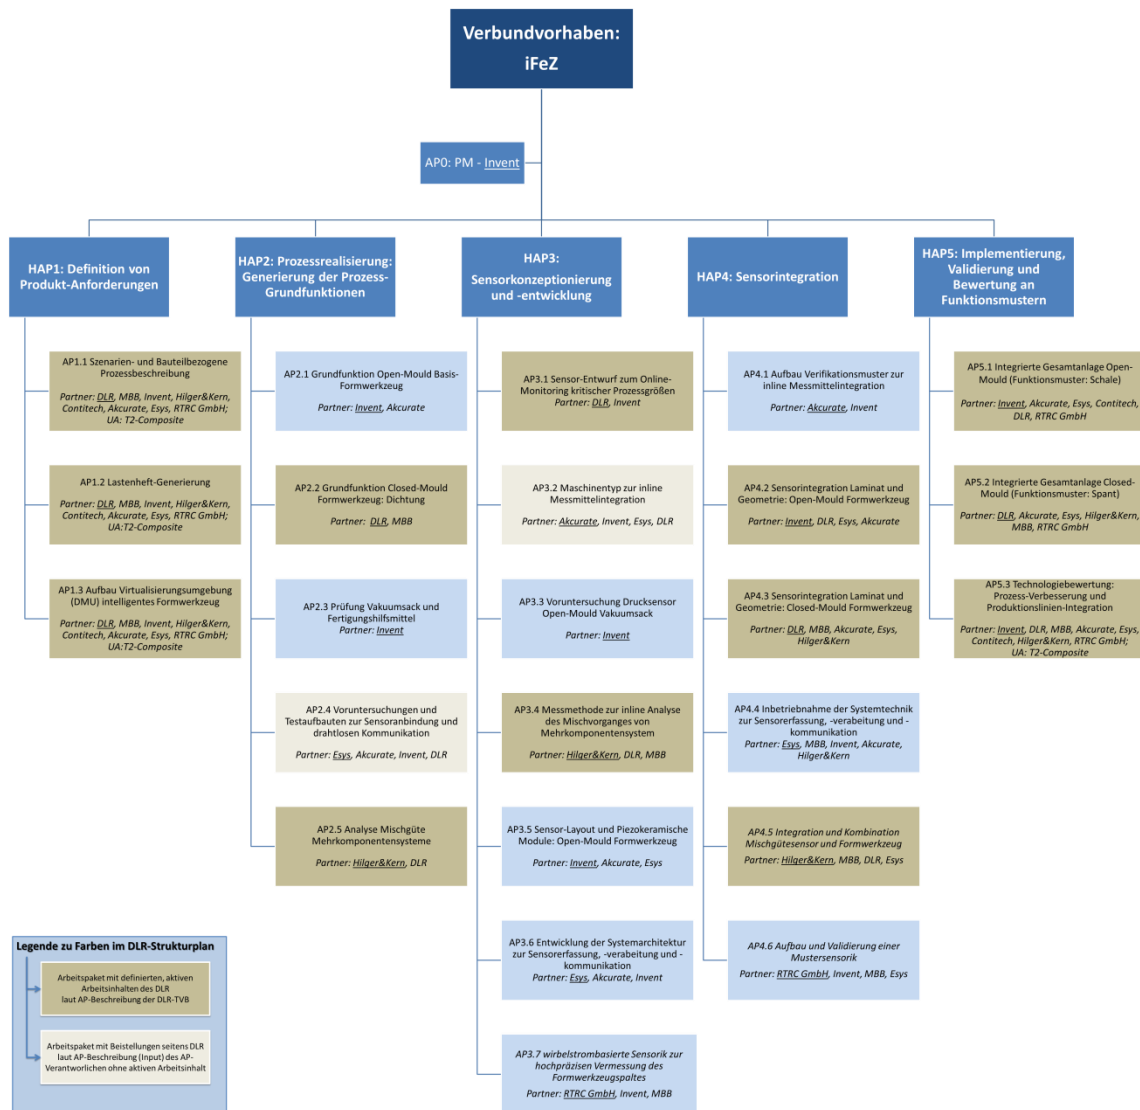 Verbundvorhaben:
iFeZ
AP0: PM - Invent
HAP1: Definition von
Produkt-Anforderungen
HAP2: Prozessrealisierung:
Generierung der Prozess-
Grundfunktionen
HAP3:
Sensorkonzeptionierung
und -entwicklung
HAP4: Sensorintegration
HAP5: Implementierung,
Validierung und
Bewertung an
Funktionsmustern
AP1.1 Szenarien- und Bauteilbezogene
Prozessbeschreibung
Partner: DLR, MBB, Invent, Hilger&Kern,
Contitech, Akcurate, Esys, RTRC GmbH;
UA: T2-Composite
AP1.2 Lastenheft-Generierung
Partner: DLR, MBB, Invent, Hilger&Kern,
Contitech, Akcurate, Esys, RTRC GmbH;
UA:T2-Composite
AP1.3 Aufbau Virtualisierungsumgebung
(DMU) intelligentes Formwerkzeug
Partner: DLR, MBB, Invent, Hilger&Kern,
Contitech, Akcurate, Esys, RTRC GmbH;
UA:T2-Composite
AP2.1 Grundfunktion Open-Mould Basis-
Formwerkzeug
Partner: Invent, Akcurate
AP2.2 Grundfunktion Closed-Mould
Formwerkzeug: Dichtung
Partner: DLR, MBB
AP2.3 Prüfung Vakuumsack und
Fertigungshilfsmittel
Partner: Invent
AP2.4 Voruntersuchungen und
Testaufbauten zur Sensoranbindung und
drahtlosen Kommunikation
Partner: Esys, Akcurate, Invent, DLR
AP2.5 Analyse Mischgüte
Mehrkomponentensysteme
Partner: Hilger&Kern, DLR
AP3.1 Sensor-Entwurf zum Online-
Monitoring kritischer Prozessgrößen
Partner: DLR, Invent
AP3.2 Maschinentyp zur inline
Messmittelintegration
Partner: Akcurate, Invent, Esys, DLR
AP3.3 Voruntersuchung Drucksensor
Open-Mould Vakuumsack
Partner: Invent
AP3.4 Messmethode zur inline Analyse
des Mischvorganges von
Mehrkomponentensystem
Partner: Hilger&Kern, DLR, MBB
AP3.5 Sensor-Layout und Piezokeramische
Module: Open-Mould Formwerkzeug
Partner: Invent, Akcurate, Esys
AP3.6 Entwicklung der Systemarchitektur
zur Sensorerfassung, -verabeitung und -
kommunikation
Partner: Esys, Akcurate, Invent
AP3.7 wirbelstrombasierte Sensorik zur
hochpräzisen Vermessung des
Formwerkzeugspaltes
Partner: RTRC GmbH, Invent, MBB
AP4.1 Aufbau Verifikationsmuster zur
inline Messmittelintegration
Partner: Akcurate, Invent
AP4.2 Sensorintegration Laminat und
Geometrie: Open-Mould Formwerkzeug
Partner: Invent, DLR, Esys, Akcurate
AP4.3 Sensorintegration Laminat und
Geometrie: Closed-Mould Formwerkzeug
Partner: DLR, MBB, Akcurate, Esys,
Hilger&Kern
AP4.4 Inbetriebnahme der Systemtechnik
zur Sensorerfassung, -verabeitung und -
kommunikation
Partner: Esys, MBB, Invent, Akcurate,
Hilger&Kern
AP4.5 Integration und Kombination
Mischgütesensor und Formwerkzeug
Partner: Hilger&Kern, MBB, DLR, Esys
AP4.6 Aufbau und Validierung einer
Mustersensorik
Partner: RTRC GmbH, Invent, MBB, Esys
AP5.1 Integrierte Gesamtanlage Open-
Mould (Funktionsmuster: Schale)
Partner: Invent, Akcurate, Esys, Contitech,
DLR, RTRC GmbH
AP5.2 Integrierte Gesamtanlage Closed-
Mould (Funktionsmuster: Spant)
Partner: DLR, Akcurate, Esys, Hilger&Kern,
MBB, RTRC GmbH
AP5.3 Technologiebewertung:
Prozess-Verbesserung und
Produktionslinien-Integration
Partner: Invent, DLR, MBB, Akcurate, Esys,
Contitech, Hilger&Kern, RTRC GmbH;
UA: T2-Composite
Legende zu Farben im DLR-Strukturplan
Arbeitspaket mit definierten, aktiven
Arbeitsinhalten des DLR
laut AP-Beschreibung der DLR-TVB
Arbeitspaket mit Beistellungen seitens DLR
laut AP-Beschreibung (Input) des AP-
Verantworlichen ohne aktiven Arbeitsinhalt